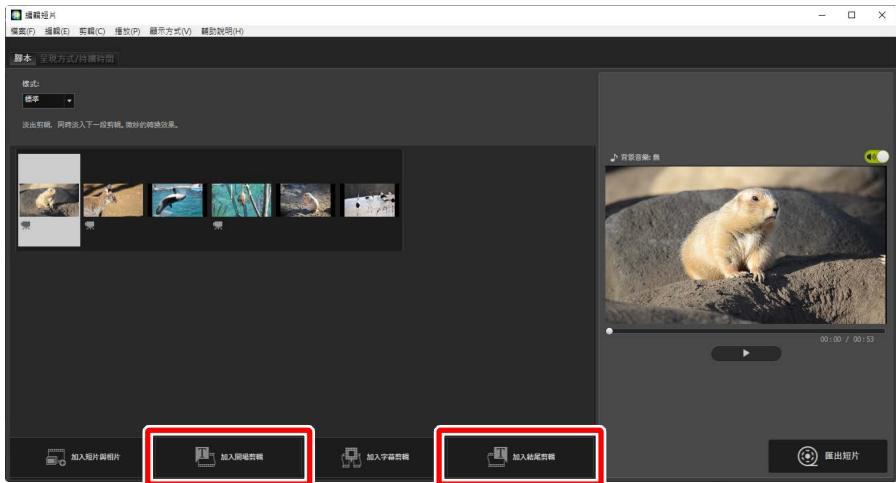 編輯短片
檔案(F) 編輯(E) 剪輯(C) 播放(P) 顯示方式(V) 輔助說明(H)
腳本 呈現方式/持續時間
樣式:
標準
淡出剪輯，同時淡入下一段剪輯。微妙的轉換效果。
背景音樂: 無
00:00 / 00:53
加入短片與相片
加入開場剪輯
加入字幕剪輯
加入結尾剪輯
匯出短片